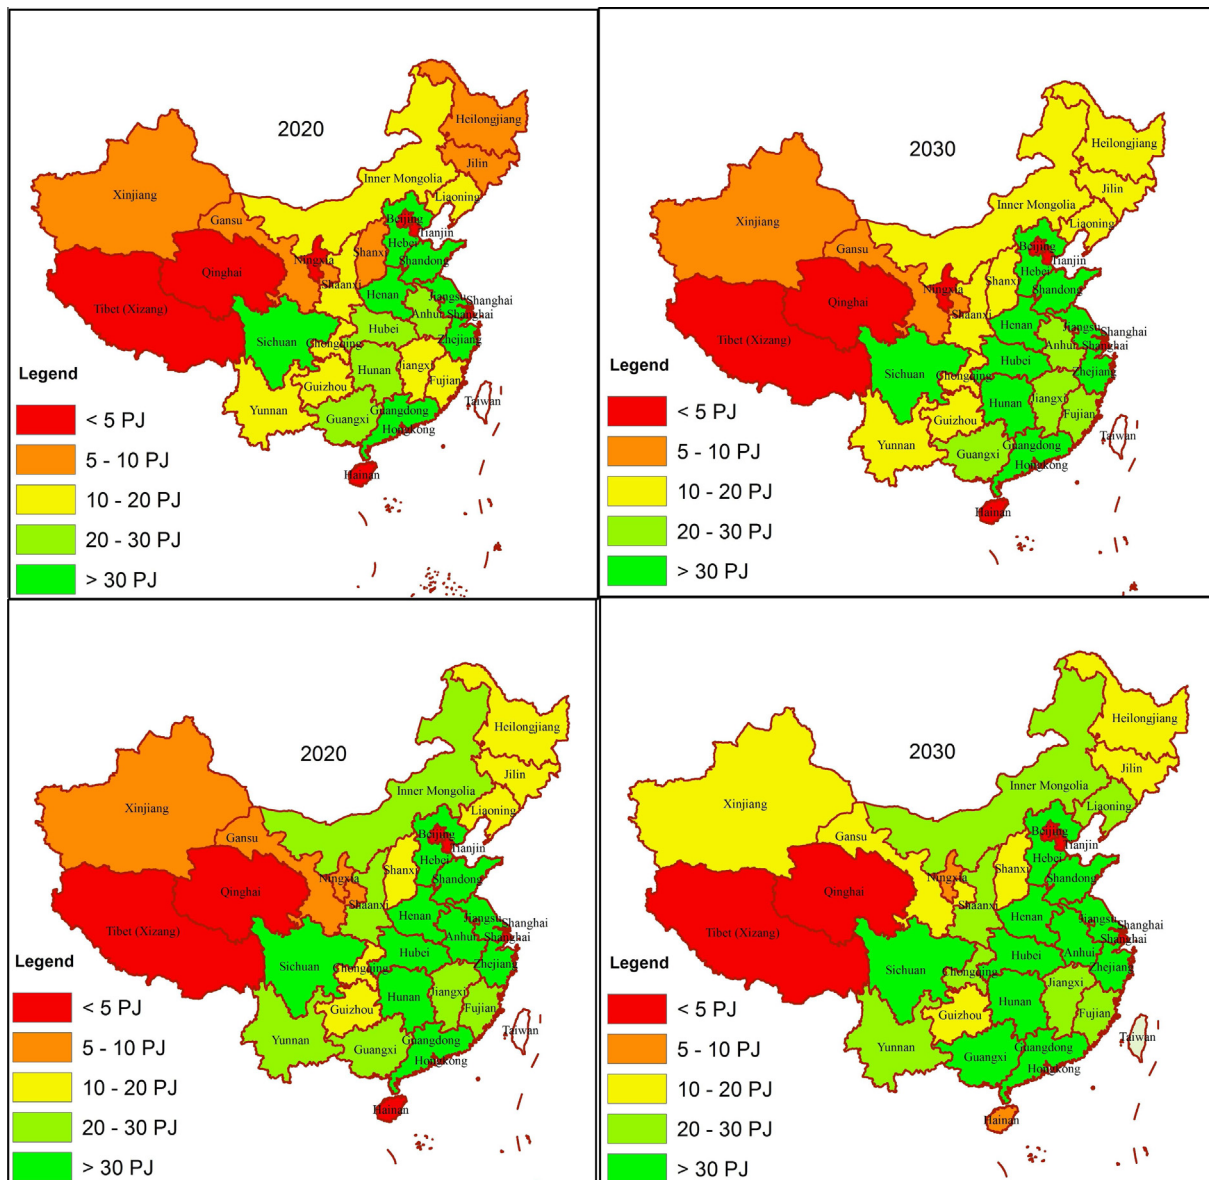 2020
Heilongjiang
Jilin
Inner Mongolia
Liaoning
Xinjiang
Gansu
Beijing
Tianjin
Hebei
Shanxi
Ningxia
Shandong
Qinghai
Shaanxi
Henan
Jiangsu
Shanghai
Tibet (Xizang)
Anhun
Shanghai
Hubei
Sichuan
Chongqing
Zhejiang
Hunan
Jiangxi
Guizhou
Fujian
Yunnan
Guangxi
Guangdong
Taiwan
Hongkong
Hainan
Legend
< 5 PJ
5 - 10 PJ
10 - 20 PJ
20 - 30 PJ
> 30 PJ
2030
Heilongjiang
Jilin
Inner Mongolia
Liaoning
Xinjiang
Gansu
Beijing
Tianjin
Hebei
Shanxi
Ningxia
Shandong
Qinghai
Shaanxi
Henan
Jiangsu
Shanghai
Tibet (Xizang)
Anhun
Shanghai
Hubei
Sichuan
Chongqing
Zhejiang
Hunan
Jiangxi
Guizhou
Fujian
Yunnan
Guangxi
Guangdong
Taiwan
Hongkong
Hainan
Legend
< 5 PJ
5 - 10 PJ
10 - 20 PJ
20 - 30 PJ
> 30 PJ
2020
Heilongjiang
Jilin
Inner Mongolia
Liaoning
Xinjiang
Gansu
Beijing
Tianjin
Hebei
Shanxi
Ningxia
Shandong
Qinghai
Shaanxi
Henan
Jiangsu
Shanghai
Tibet (Xizang)
Anhun
Shanghai
Hubei
Sichuan
Chongqing
Zhejiang
Hunan
Jiangxi
Guizhou
Fujian
Yunnan
Guangxi
Guangdong
Taiwan
Hongkong
Hainan
Legend
< 5 PJ
5 - 10 PJ
10 - 20 PJ
20 - 30 PJ
> 30 PJ
2030
Heilongjiang
Jilin
Inner Mongolia
Liaoning
Xinjiang
Gansu
Beijing
Tianjin
Hebei
Shanxi
Ningxia
Shandong
Qinghai
Shaanxi
Henan
Jiangsu
Shanghai
Tibet (Xizang)
Anhui
Shanghai
Hubei
Sichuan
Chongqing
Zhejiang
Hunan
Jiangxi
Guizhou
Fujian
Yunnan
Guangxi
Guangdong
Taiwan
Hongkong
Hainan
Legend
< 5 PJ
5 - 10 PJ
10 - 20 PJ
20 - 30 PJ
> 30 PJ